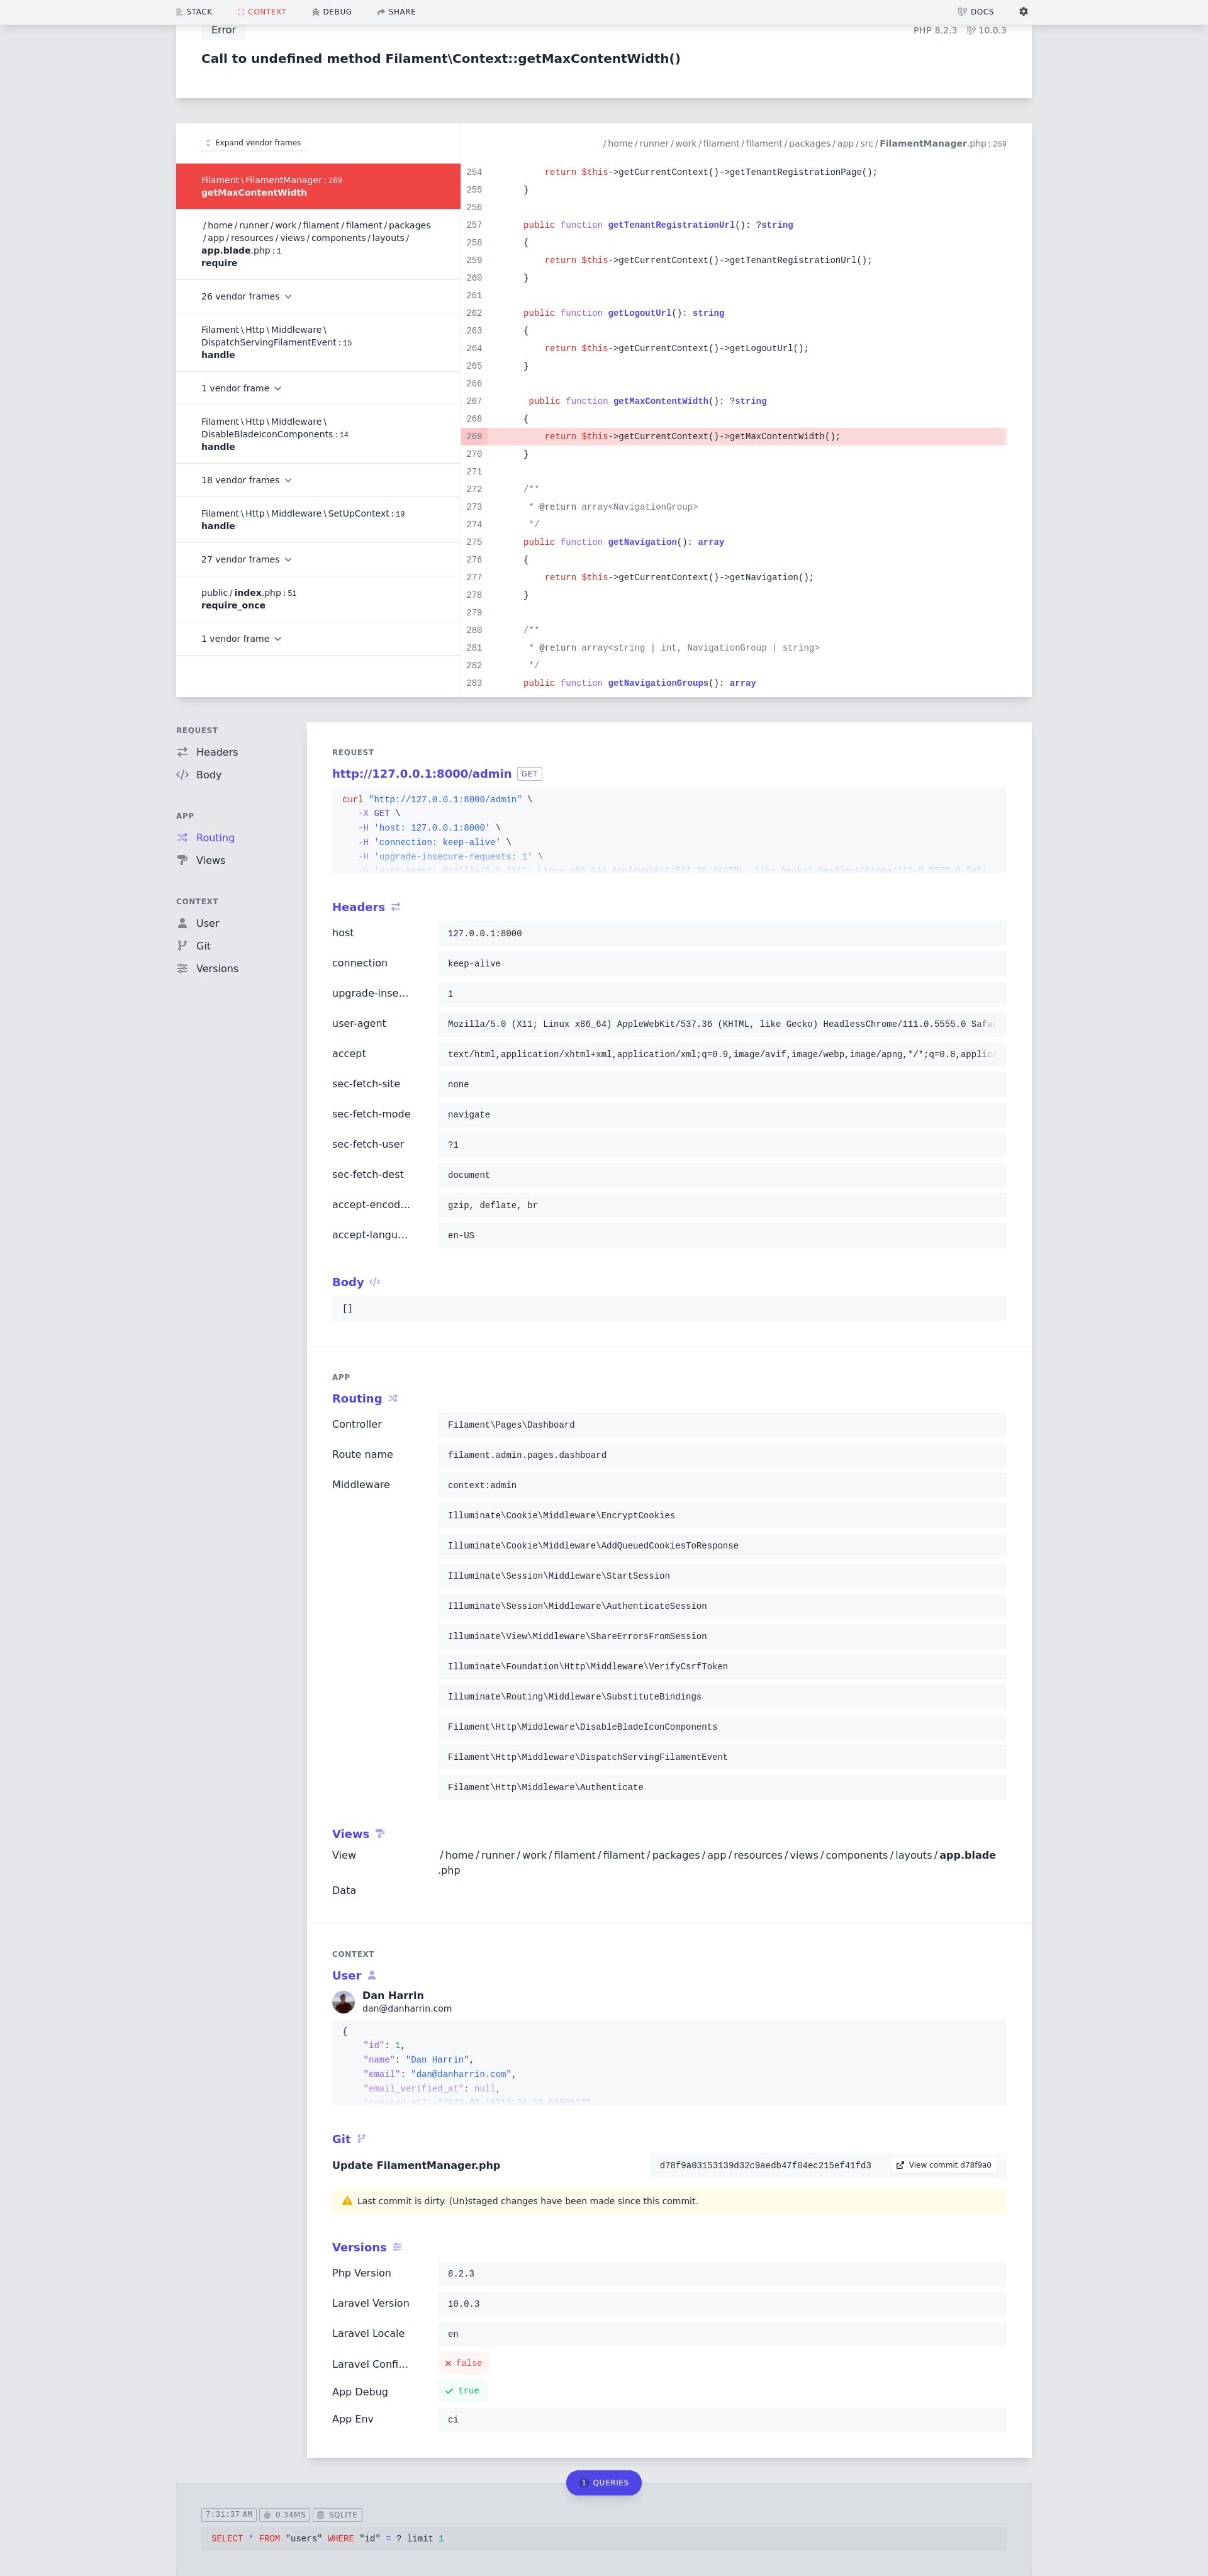 STACK CONTEXT DEBUG SHARE DOCS
Error PHP 8.2.3 10.0.3
Call to undefined method Filament\Context::getMaxContentWidth()
Expand vendor frames
Filament\FilamentManager:269
getMaxContentWidth
/home/runner/work/filament/filament/packages
/app/resources/views/components/layouts/
app.blade.php:1
require
26 vendor frames
Filament\Http\Middleware\
DispatchServingFilamentEvent:15
handle
1 vendor frame
Filament\Http\Middleware\
DisableBladeIconComponents:14
handle
18 vendor frames
Filament\Http\Middleware\SetUpContext:19
handle
27 vendor frames
public/index.php:51
require_once
1 vendor frame
/home/runner/work/filament/filament/packages/app/src/FilamentManager.php:269
254 return $this->getCurrentContext()->getTenantRegistrationPage();
255 }
256
257 public function getTenantRegistrationUrl(): ?string
258 {
259 return $this->getCurrentContext()->getTenantRegistrationUrl();
260 }
261
262 public function getLogoutUrl(): string
263 {
264 return $this->getCurrentContext()->getLogoutUrl();
265 }
266
267 public function getMaxContentWidth(): ?string
268 {
269 return $this->getCurrentContext()->getMaxContentWidth();
270 }
271
272 /**
273 * @return array<NavigationGroup>
274 */
275 public function getNavigation(): array
276 {
277 return $this->getCurrentContext()->getNavigation();
278 }
279
280 /**
281 * @return array<string | int, NavigationGroup | string>
282 */
283 public function getNavigationGroups(): array
REQUEST
Headers
Body
APP
Routing
Views
CONTEXT
User
Git
Versions
REQUEST
http://127.0.0.1:8000/admin GET
curl "http://127.0.0.1:8000/admin" \
-X GET \
-H 'host: 127.0.0.1:8000' \
-H 'connection: keep-alive' \
-H 'upgrade-insecure-requests: 1' \
-H 'user-agent: Mozilla/5.0 (X11; Linux x86_64) AppleWebKit/537.36 (KHTML, like Gecko) HeadlessChrome/111.0.5555.0 Safa
Headers
host 127.0.0.1:8000
connection keep-alive
upgrade-inse... 1
user-agent Mozilla/5.0 (X11; Linux x86_64) AppleWebKit/537.36 (KHTML, like Gecko) HeadlessChrome/111.0.5555.0 Safa
accept text/html,application/xhtml+xml,application/xml;q=0.9,image/avif,image/webp,image/apng,*/*;q=0.8,applic
sec-fetch-site none
sec-fetch-mode navigate
sec-fetch-user ?1
sec-fetch-dest document
accept-encod... gzip, deflate, br
accept-langu... en-US
Body
[]
APP
Routing
Controller Filament\Pages\Dashboard
Route name filament.admin.pages.dashboard
Middleware context:admin
Illuminate\Cookie\Middleware\EncryptCookies
Illuminate\Cookie\Middleware\AddQueuedCookiesToResponse
Illuminate\Session\Middleware\StartSession
Illuminate\Session\Middleware\AuthenticateSession
Illuminate\View\Middleware\ShareErrorsFromSession
Illuminate\Foundation\Http\Middleware\VerifyCsrfToken
Illuminate\Routing\Middleware\SubstituteBindings
Filament\Http\Middleware\DisableBladeIconComponents
Filament\Http\Middleware\DispatchServingFilamentEvent
Filament\Http\Middleware\Authenticate
Views
View /home/runner/work/filament/filament/packages/app/resources/views/components/layouts/app.blade
.php
Data
CONTEXT
User
Dan Harrin
dan@danharrin.com
{
"id": 1,
"name": "Dan Harrin",
"email": "dan@danharrin.com",
"email_verified_at": null,
Git
Update FilamentManager.php d78f9a03153139d32c9aedb47f04ec215ef41fd3 View commit d78f9a0
Last commit is dirty. (Un)staged changes have been made since this commit.
Versions
Php Version 8.2.3
Laravel Version 10.0.3
Laravel Locale en
Laravel Confi... false
App Debug true
App Env ci
1 QUERIES
7:31:37 AM 0.34MS SQLITE
SELECT * FROM "users" WHERE "id" = ? limit 1